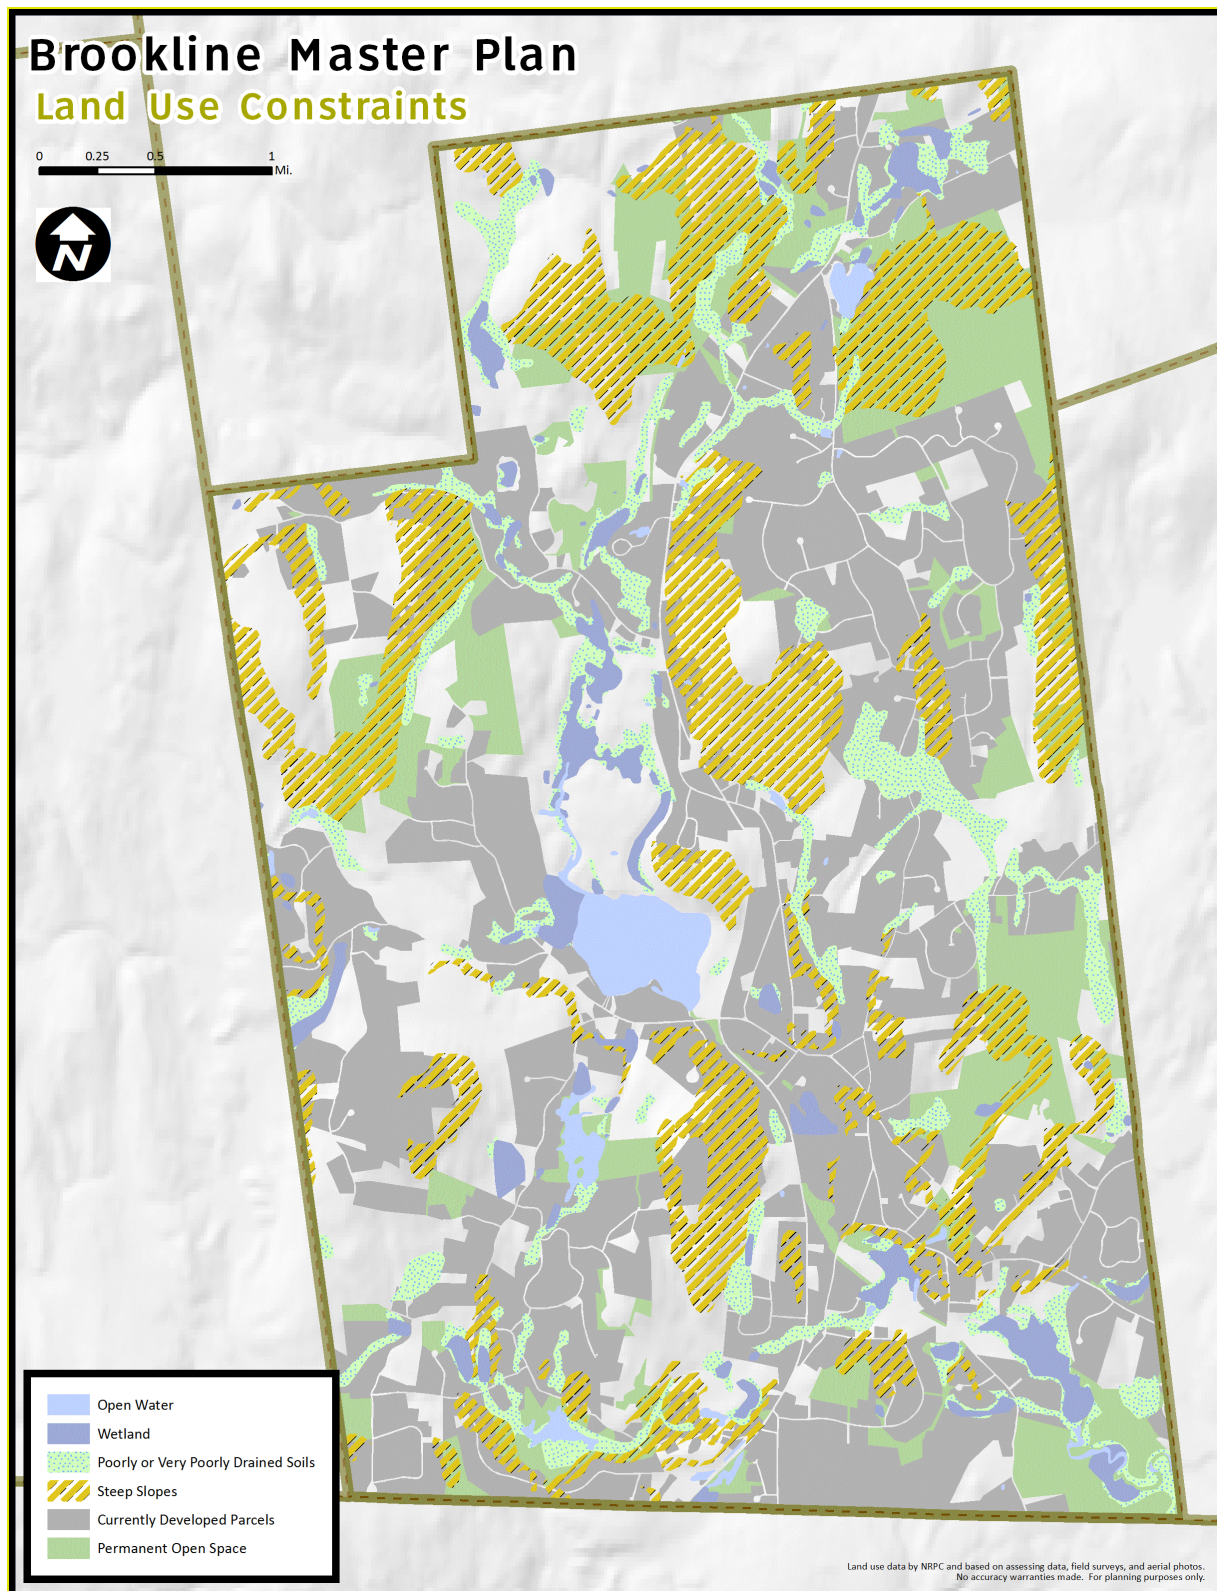 Brookline Master Plan
Land Use Constraints
0 0.25 0.5 1
Mi.
N
Open Water
Wetland
Poorly or Very Poorly Drained Soils
Steep Slopes
Currently Developed Parcels
Permanent Open Space
Land use data by NRPC and based on assessing data, field surveys, and aerial photos.
No accuracy warranties made. For planning purposes only.